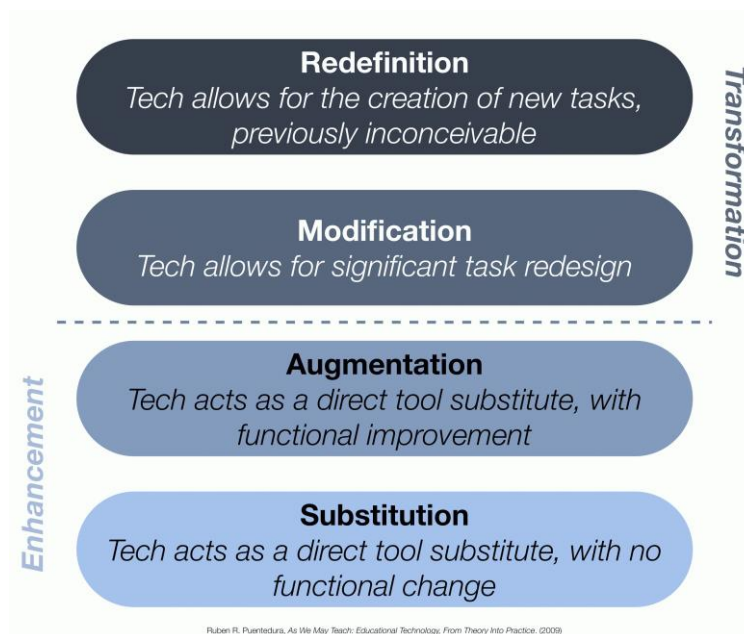 Redefinition
Tech allows for the creation of new tasks,
previously inconceivable
Transformation
Modification
Tech allows for significant task redesign
Augmentation
Tech acts as a direct tool substitute, with
functional improvement
Enhancement
Substitution
Tech acts as a direct tool substitute, with no
functional change
Ruben R. Puentedura, As We May Teach: Educational Technology, From Theory Into Practice. (2009)